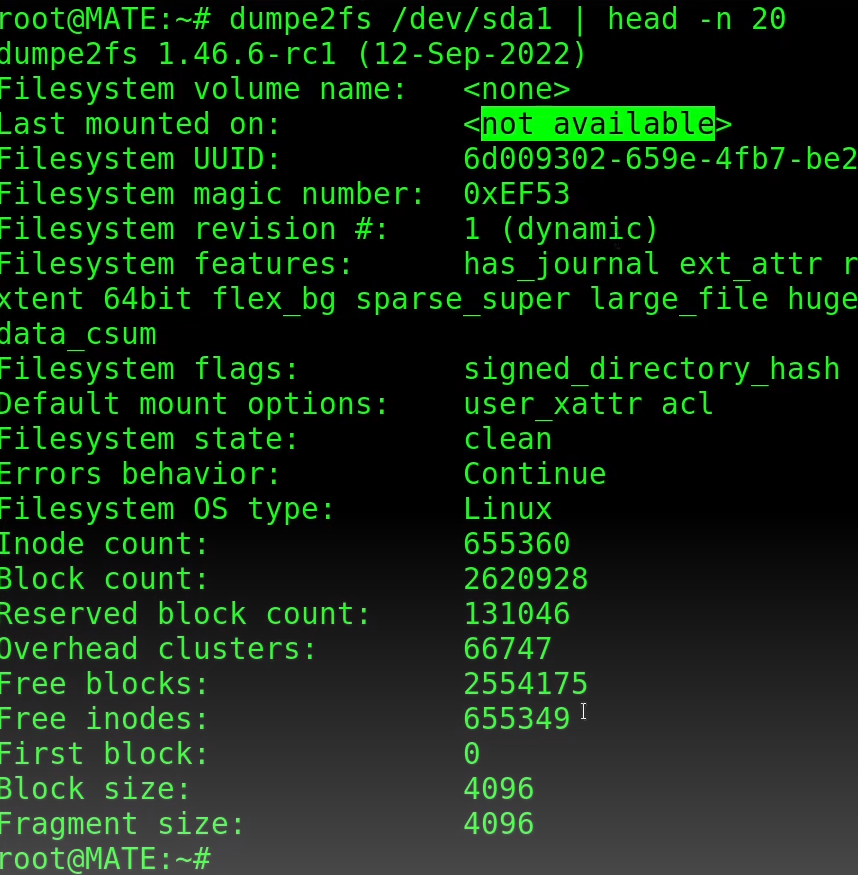 root@MATE:~# dumpe2fs /dev/sda1 | head -n 20
dumpe2fs 1.46.6-rc1 (12-Sep-2022)
Filesystem volume name:   <none>
Last mounted on:          <not available>
Filesystem UUID:          6d009302-659e-4fb7-be2
Filesystem magic number:  0xEF53
Filesystem revision #:    1 (dynamic)
Filesystem features:      has_journal ext_attr r
xtent 64bit flex_bg sparse_super large_file huge
data_csum
Filesystem flags:         signed_directory_hash
Default mount options:    user_xattr acl
Filesystem state:         clean
Errors behavior:          Continue
Filesystem OS type:       Linux
Inode count:              655360
Block count:              2620928
Reserved block count:     131046
Overhead clusters:        66747
Free blocks:              2554175
Free inodes:              655349
First block:              0
Block size:               4096
Fragment size:            4096
root@MATE:~#